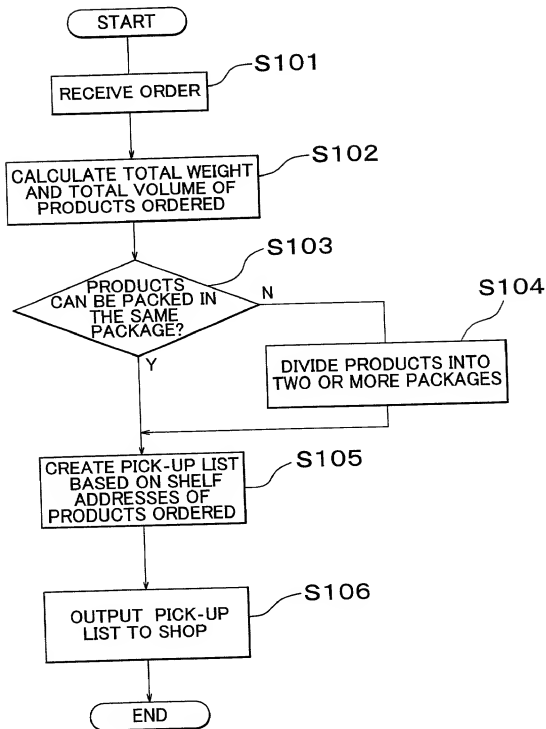 START
S101
RECEIVE ORDER
S102
CALCULATE TOTAL WEIGHT
AND TOTAL VOLUME OF
PRODUCTS ORDERED
S103
PRODUCTS
CAN BE PACKED IN
THE SAME
PACKAGE?
N
Y
S104
DIVIDE PRODUCTS INTO
TWO OR MORE PACKAGES
S105
CREATE PICK-UP LIST
BASED ON SHELF
ADDRESSES OF
PRODUCTS ORDERED
S106
OUTPUT PICK-UP
LIST TO SHOP
END